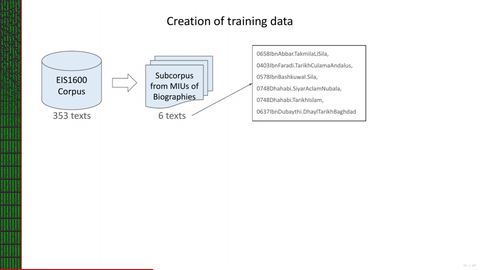 Creation of training data
EIS1600
Corpus
353 texts
Subcorpus
from MIUs of
Biographies
6 texts
0658IbnAbbar.TakmilaLiSila,
0403IbnFaradi.TarikhCulamaAndalus,
0578IbnBashkuwal.Sila,
0748Dhahabi.SiyarAclamNubala,
0748Dhahabi.TarikhIslam,
0637IbnDubaythi.DhaylTarikhBaghdad